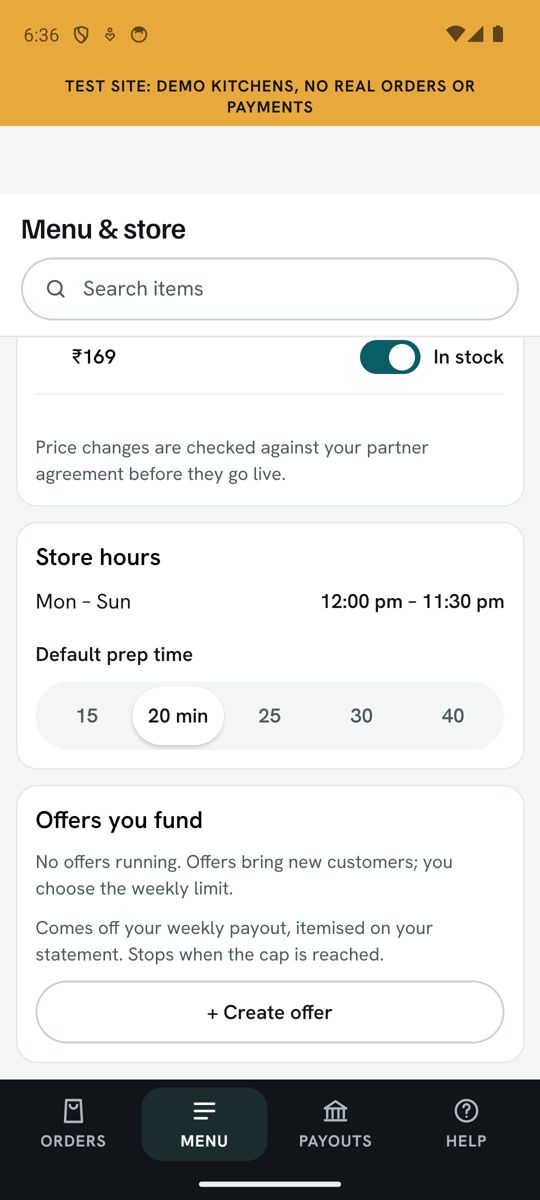 6:36
TEST SITE: DEMO KITCHENS, NO REAL ORDERS OR
PAYMENTS
Menu & store
Search items
₹169
In stock
Price changes are checked against your partner
agreement before they go live.
Store hours
Mon – Sun
12:00 pm – 11:30 pm
Default prep time
15
20 min
25
30
40
Offers you fund
No offers running. Offers bring new customers; you
choose the weekly limit.
Comes off your weekly payout, itemised on your
statement. Stops when the cap is reached.
+ Create offer
ORDERS
MENU
PAYOUTS
HELP